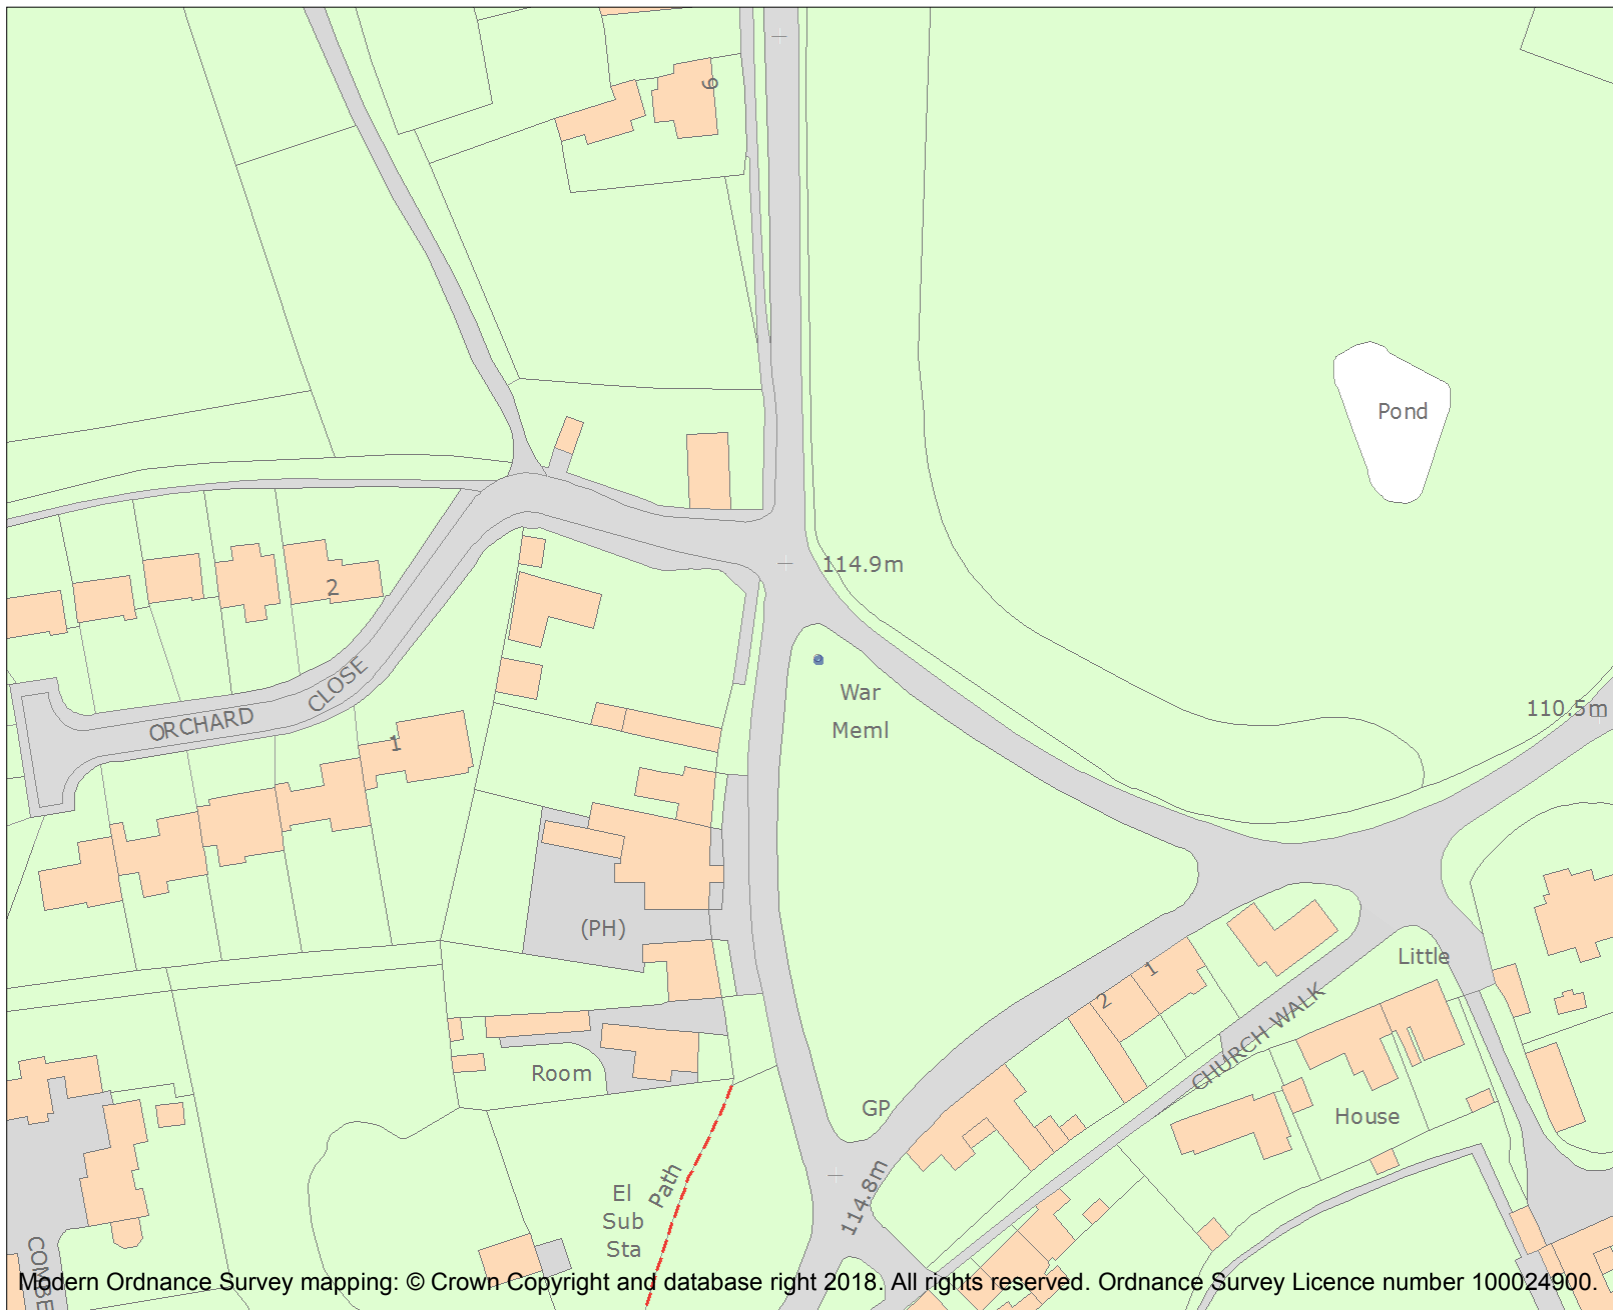 6
Pond
114.9m
2
CLOSE
War
ORCHARD
110.5m
Meml
1
(PH)
Little
1
2
CHURCH WALK
Room
GP
House
Path
El
114.8m
Sub
Sta
COMBE
Modern Ordnance Survey mapping: © Crown Copyright and database right 2018. All rights reserved. Ordnance Survey Licence number 100024900.